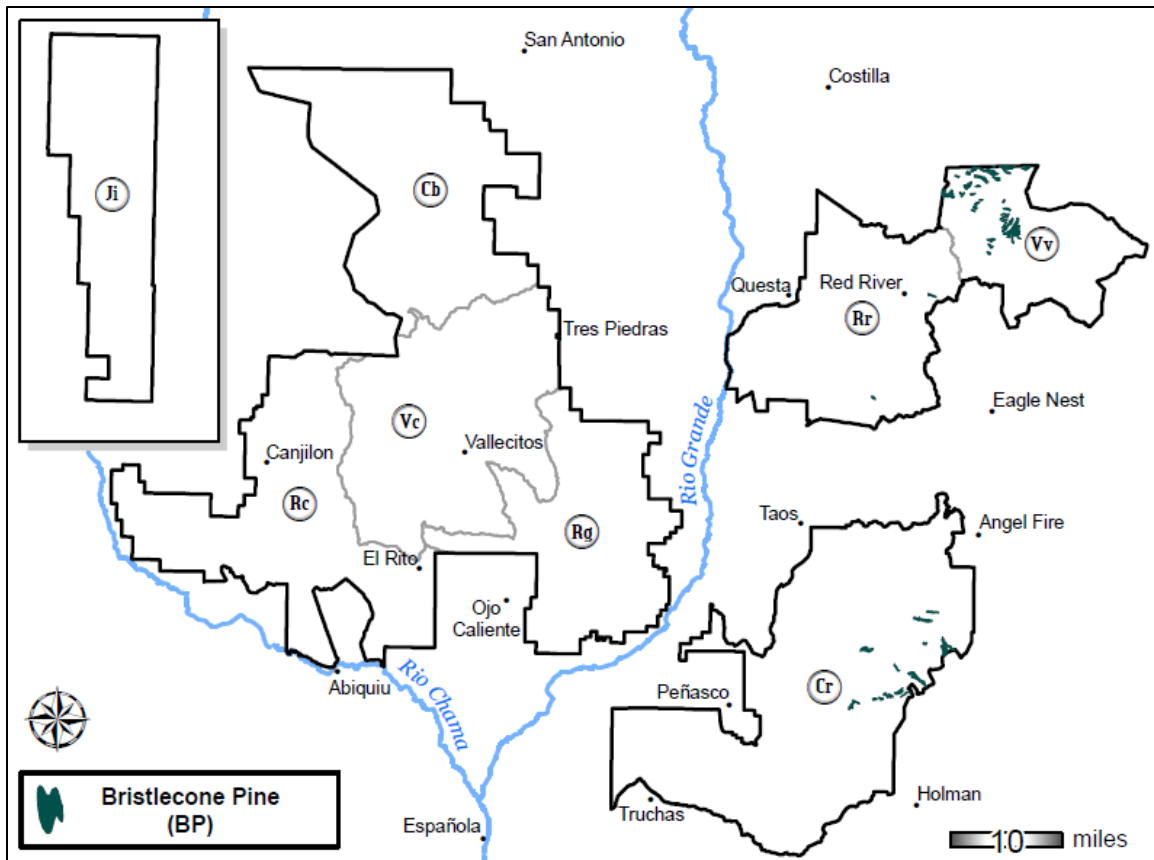 San Antonio
Costilla
Ji
Cb
Vv
Questa
Red River
Rr
Tres Piedras
Eagle Nest
Vc
Vallecitos
Rio Grande
Canjilon
Rc
Rg
Taos
Angel Fire
El Rito
Ojo
Caliente
Abiquiu
Rio Chama
Peñasco
Cr
Bristlecone Pine
(BP)
Truchas
Holman
Española
10 miles